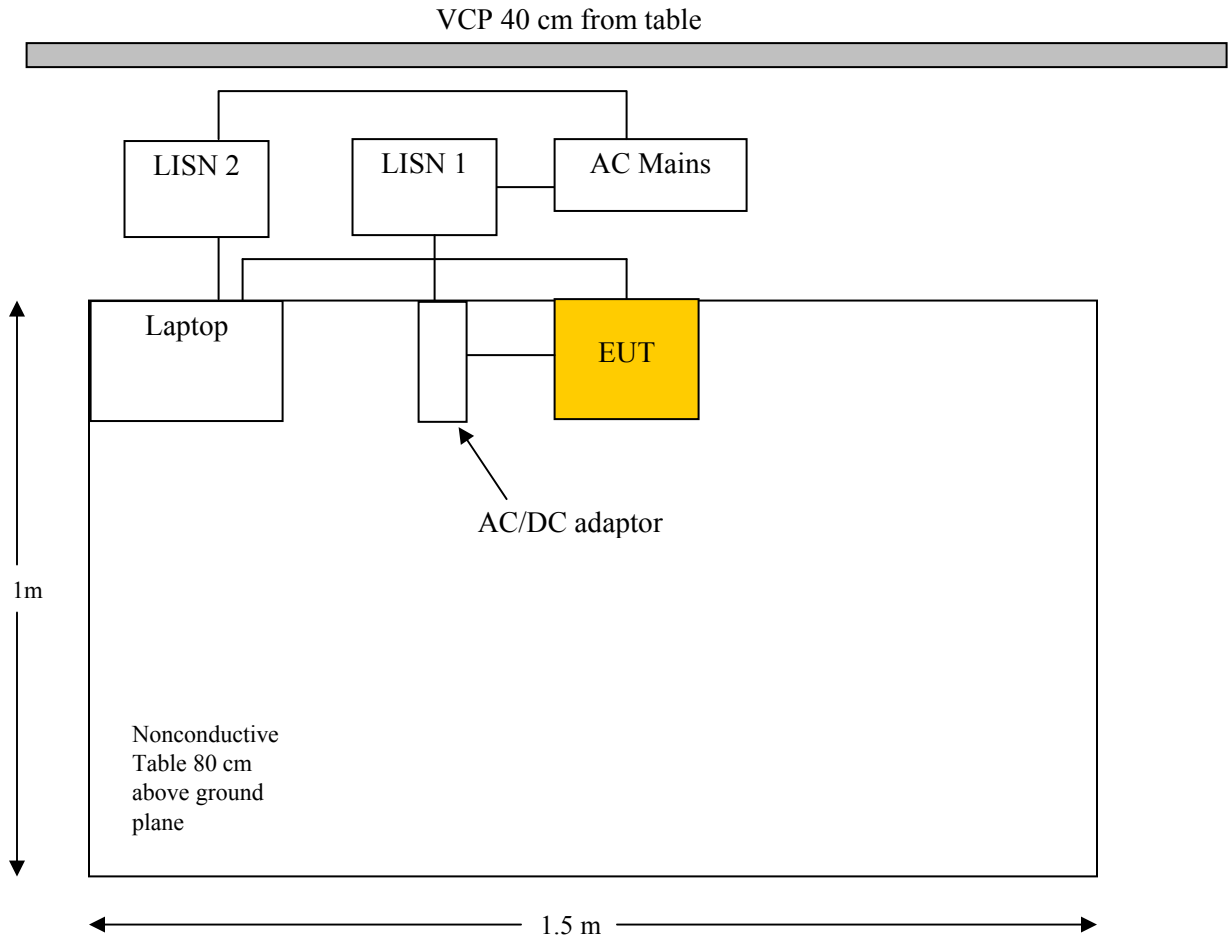 VCP 40 cm from table
LISN 2
LISN 1
AC Mains
Laptop
EUT
AC/DC adaptor
1m
Nonconductive
Table 80 cm
above ground
plane
1.5 m